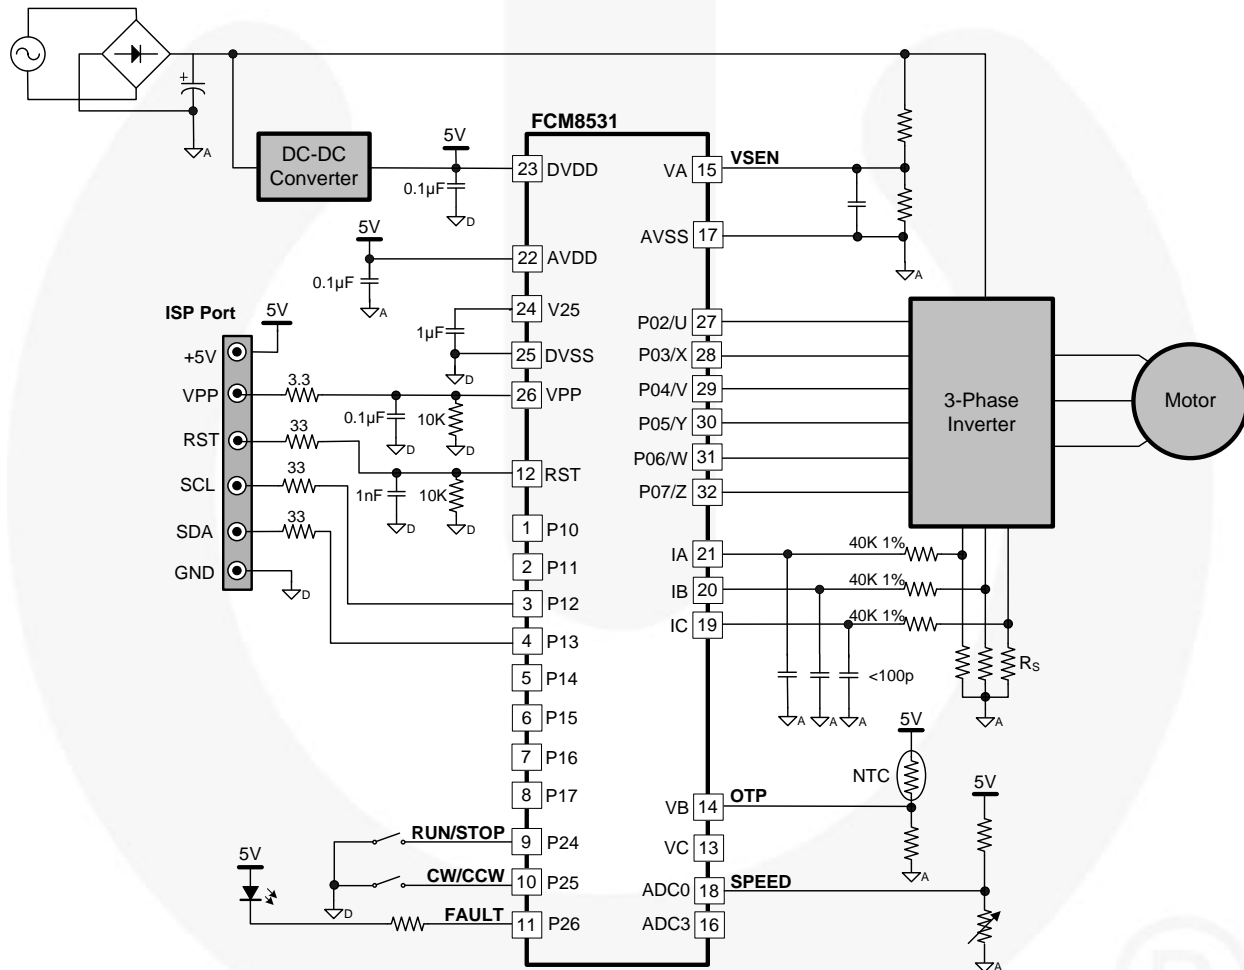 FCM8531
DC-DC
Converter
5V
0.1µF
D
A
23 DVDD
VA 15 VSEN
AVSS 17
A
5V
22 AVDD
0.1µF
A
24 V25
1µF
25 DVSS
D
ISP Port
5V
+5V
VPP
3.3
26 VPP
0.1µF
10K
D
D
RST
33
12 RST
1nF
10K
D
D
SCL
33
SDA
33
GND
D
1 P10
2 P11
3 P12
4 P13
5 P14
6 P15
7 P16
8 P17
RUN/STOP 9 P24
CW/CCW 10 P25
D
5V
FAULT 11 P26
P02/U 27
P03/X 28
P04/V 29
P05/Y 30
P06/W 31
P07/Z 32
3-Phase
Inverter
Motor
IA 21
40K 1%
IB 20
40K 1%
IC 19
40K 1%
<100p
RS
A
A
A
A
5V
NTC
VB 14 OTP
A
VC 13
5V
ADC0 18 SPEED
ADC3 16
A
R